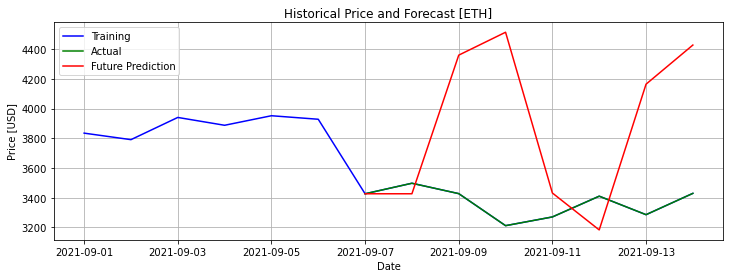 Historical Price and Forecast [ETH]
Training
Actual
Future Prediction
Price [USD]
4400
4200
4000
3800
3600
3400
3200
2021-09-01 2021-09-03 2021-09-05 2021-09-07 2021-09-09 2021-09-11 2021-09-13
Date